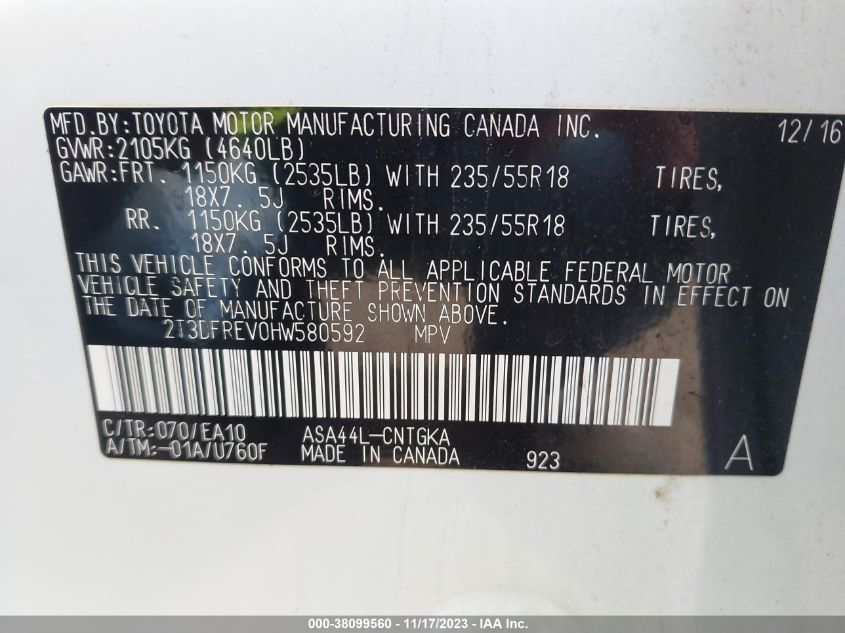 MFD.BY:TOYOTA MOTOR MANUFACTURING CANADA INC. 12/16
GVWR:2105KG (4640LB)
GAWR:FRT. 1150KG (2535LB) WITH 235/55R18 TIRES,
18X7. 5J RIMS.
RR. 1150KG (2535LB) WITH 235/55R18 TIRES,
18X7. 5J RIMS.
THIS VEHICLE CONFORMS TO ALL APPLICABLE FEDERAL MOTOR
VEHICLE SAFETY AND THEFT PREVENTION STANDARDS IN EFFECT ON
THE DATE OF MANUFACTURE SHOWN ABOVE.
2T3DFREV0HW580592 MPV
C/TR:070/EA10 ASA44L-CNTGKA
A/TM:-01A/U760F MADE IN CANADA 923 A
000-38099560 - 11/17/2023 - IAA Inc.